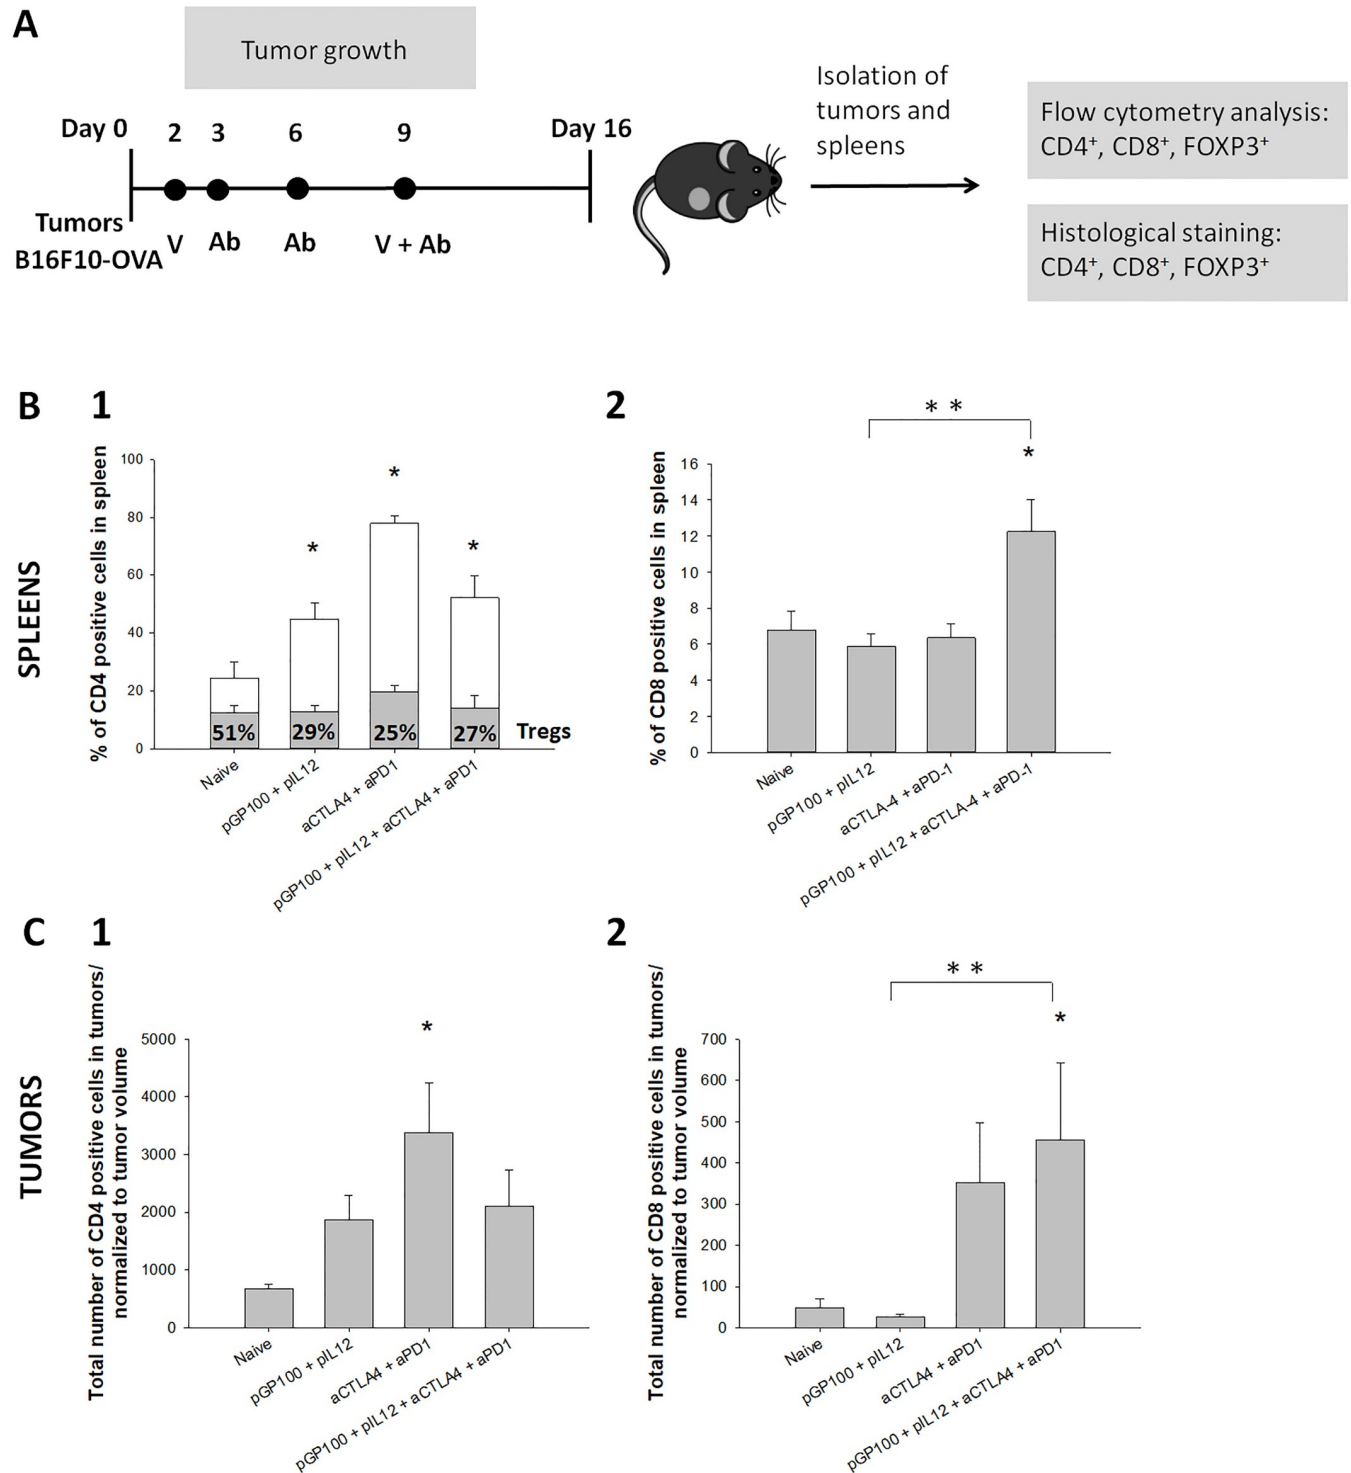 A
Tumor growth
Day 0
2
3
6
9
Day 16
Tumors
B16F10-OVA
V
Ab
Ab
V + Ab
Isolation of
tumors and
spleens
Flow cytometry analysis:
CD4⁺, CD8⁺, FOXP3⁺
Histological staining:
CD4⁺, CD8⁺, FOXP3⁺
B
SPLEENS
1
% of CD4 positive cells in spleen
100
80
60
40
20
0
*
*
*
51%
29%
25%
27%
Tregs
Naive
pGP100 + pIL12
aCTLA4 + aPD1
pGP100 + pIL12 + aCTLA4 + aPD1
2
% of CD8 positive cells in spleen
16
14
12
10
8
6
4
2
0
* *
*
Naive
pGP100 + pIL12
aCTLA-4 + aPD-1
pGP100 + pIL12 + aCTLA-4 + aPD-1
C
TUMORS
1
Total number of CD4 positive cells in tumors/
normalized to tumor volume
5000
4000
3000
2000
1000
0
*
Naive
pGP100 + pIL12
aCTLA4 + aPD1
pGP100 + pIL12 + aCTLA4 + aPD1
2
Total number of CD8 positive cells in tumors/
normalized to tumor volume
700
600
500
400
300
200
100
0
* *
*
Naive
pGP100 + pIL12
aCTLA4 + aPD1
pGP100 + pIL12 + aCTLA4 + aPD1